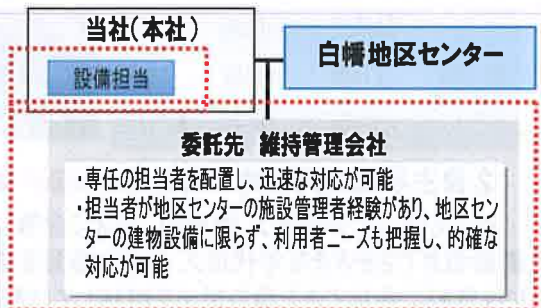 当社(本社)
設備担当
白幡地区センター
委託先 維持管理会社
・専任の担当者を配置し、迅速な対応が可能
・担当者が地区センターの施設管理者経験があり、地区セン
ターの建物設備に限らず、利用者ニーズも把握し、的確な
対応が可能